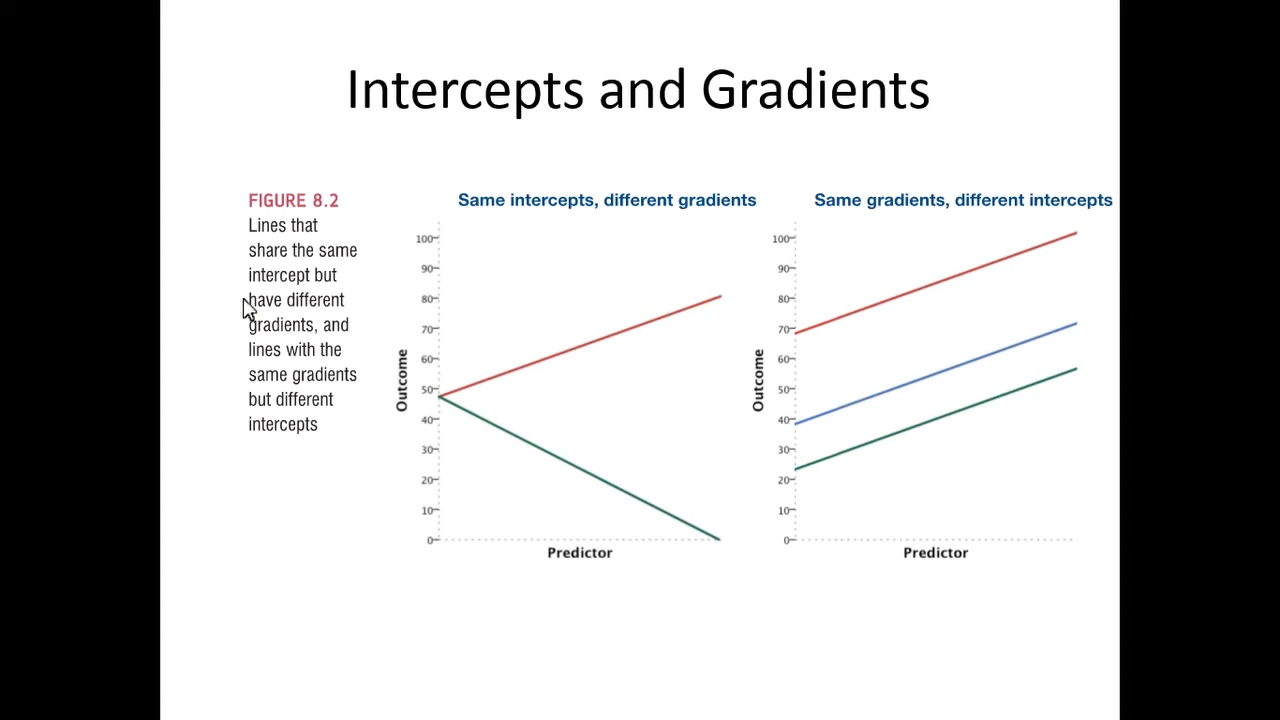 Intercepts and Gradients
FIGURE 8.2
Lines that
share the same
intercept but
have different
gradients, and
lines with the
same gradients
but different
intercepts
Same intercepts, different gradients
100
90
80
70
60
50
40
30
20
10
0
Outcome
Predictor
Same gradients, different intercepts
100
90
80
70
60
50
40
30
20
10
0
Outcome
Predictor